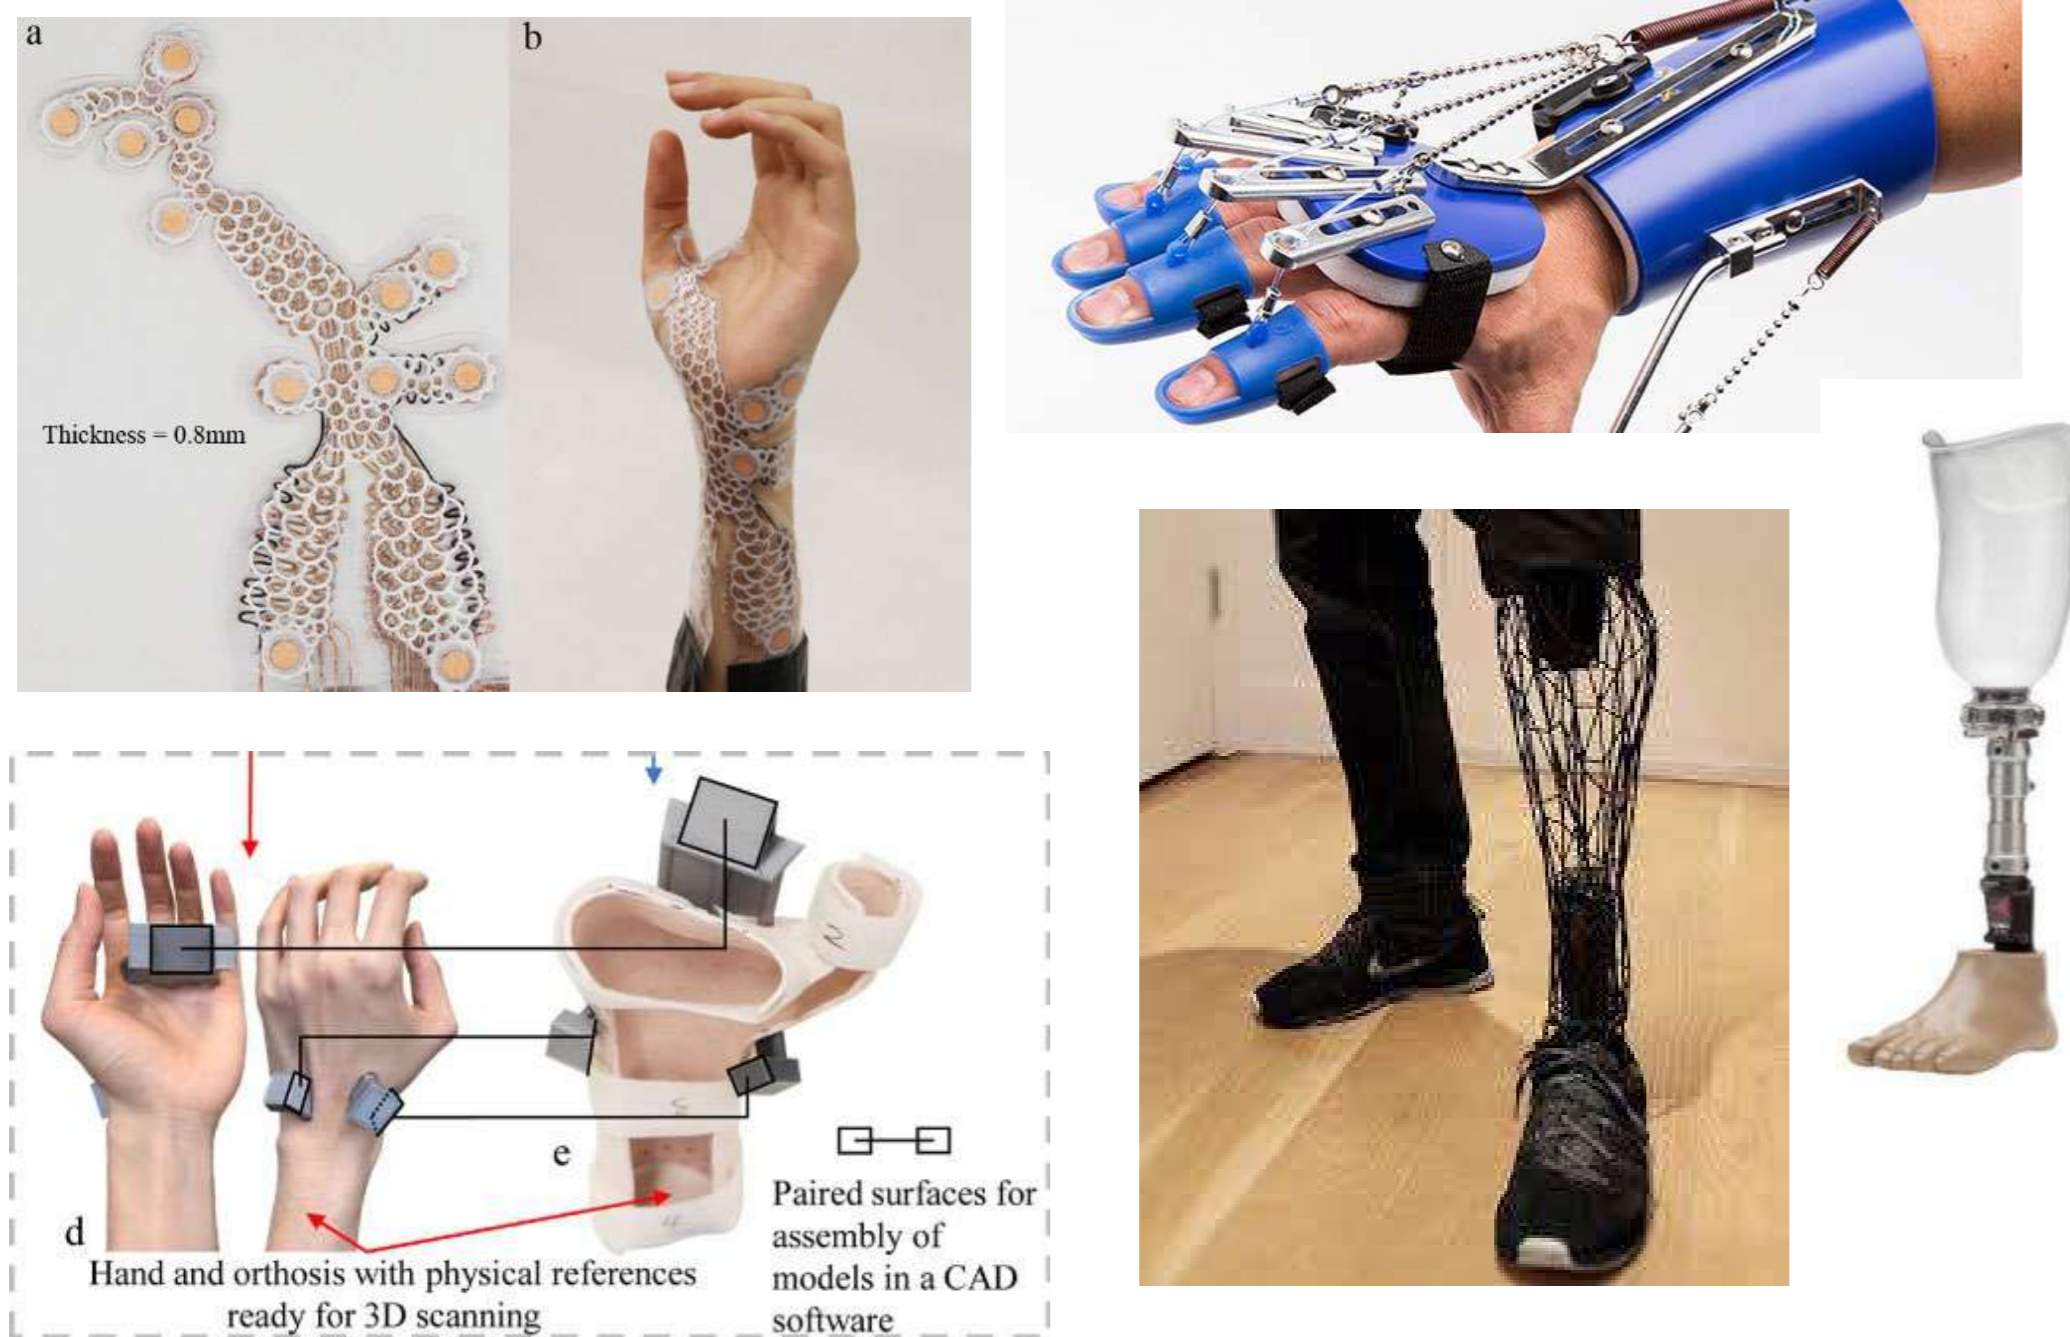 a
b
Thickness = 0.8mm
d
e
Hand and orthosis with physical references
ready for 3D scanning
Paired surfaces for
assembly of
models in a CAD
software